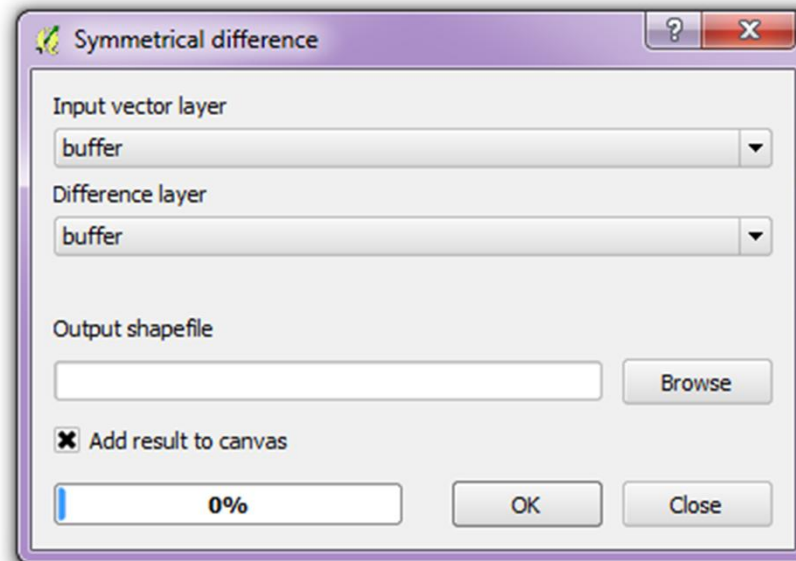 Symmetrical difference
Input vector layer
buffer
Difference layer
buffer
Output shapefile
Browse
Add result to canvas
0% OK Close